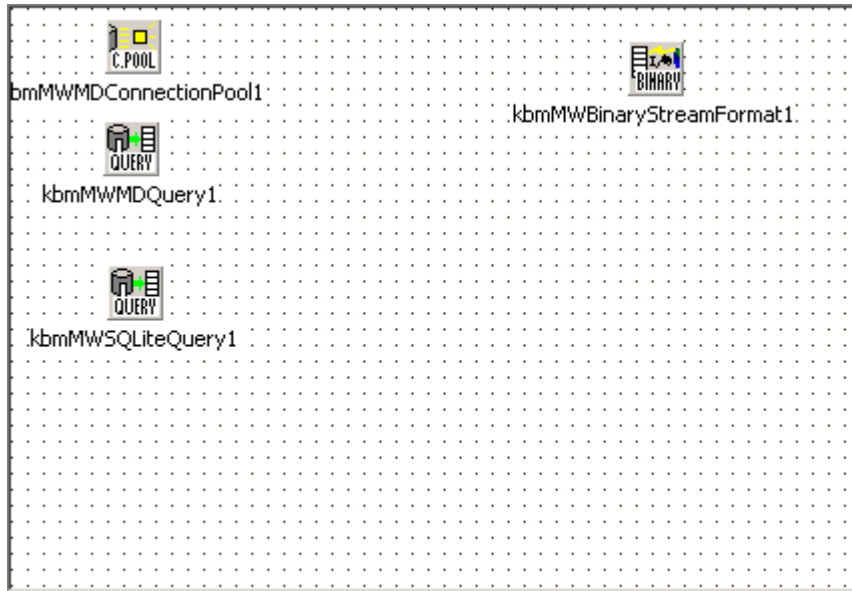 C.POOL
bmMWMDConnectionPool1
I/O
BINARY
kbmMWBinaryStreamFormat1
QUERY
kbmMWMDQuery1
QUERY
kbmMWSQLiteQuery1